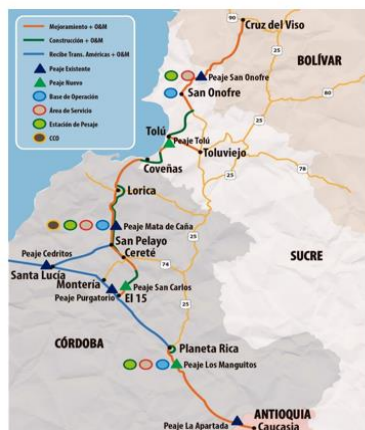 Mejoramiento + O&M
Construcción + O&M
Recibe Trans. Américas + O&M
Peaje Existente
Peaje Nuevo
Base de Operación
Área de Servicio
Estación de Pesaje
CCO
90
Cruz del Viso
BOLÍVAR
Peaje San Onofre
San Onofre
80
25
Tolú
Peaje Tolú
Toluviejo
Coveñas
25
Lorica
Peaje Mata de Caña
25
San Pelayo
Cereté
SUCRE
Peaje Cedritos
Santa Lucía
74
Montería
Peaje San Carlos
Peaje Purgatorio
El 15
25
CÓRDOBA
Planeta Rica
Peaje Los Manguitos
ANTIOQUIA
Peaje La Apartada
Caucasia